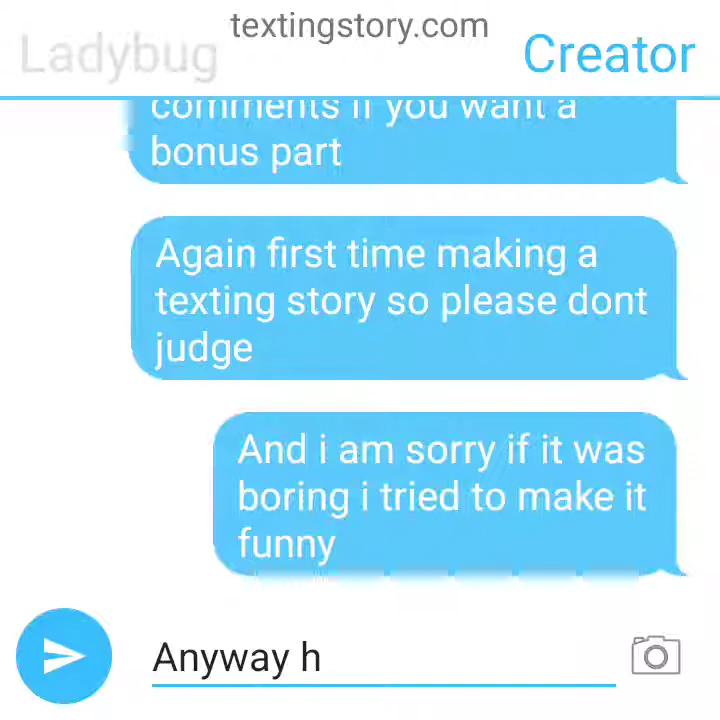 textingstory.com
Ladybug
Creator
comments if you want a
bonus part
Again first time making a
texting story so please dont
judge
And i am sorry if it was
boring i tried to make it
funny
Anyway h